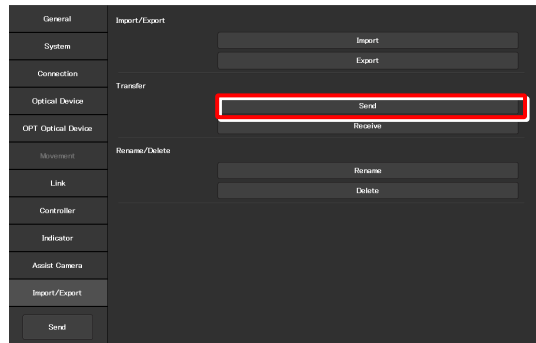 General
System
Connection
Optical Device
OPT Optical Device
Movement
Link
Controller
Indicator
Assist Camera
Import/Export
Send
Import/Export
Import
Export
Transfer
Send
Receive
Rename/Delete
Rename
Delete